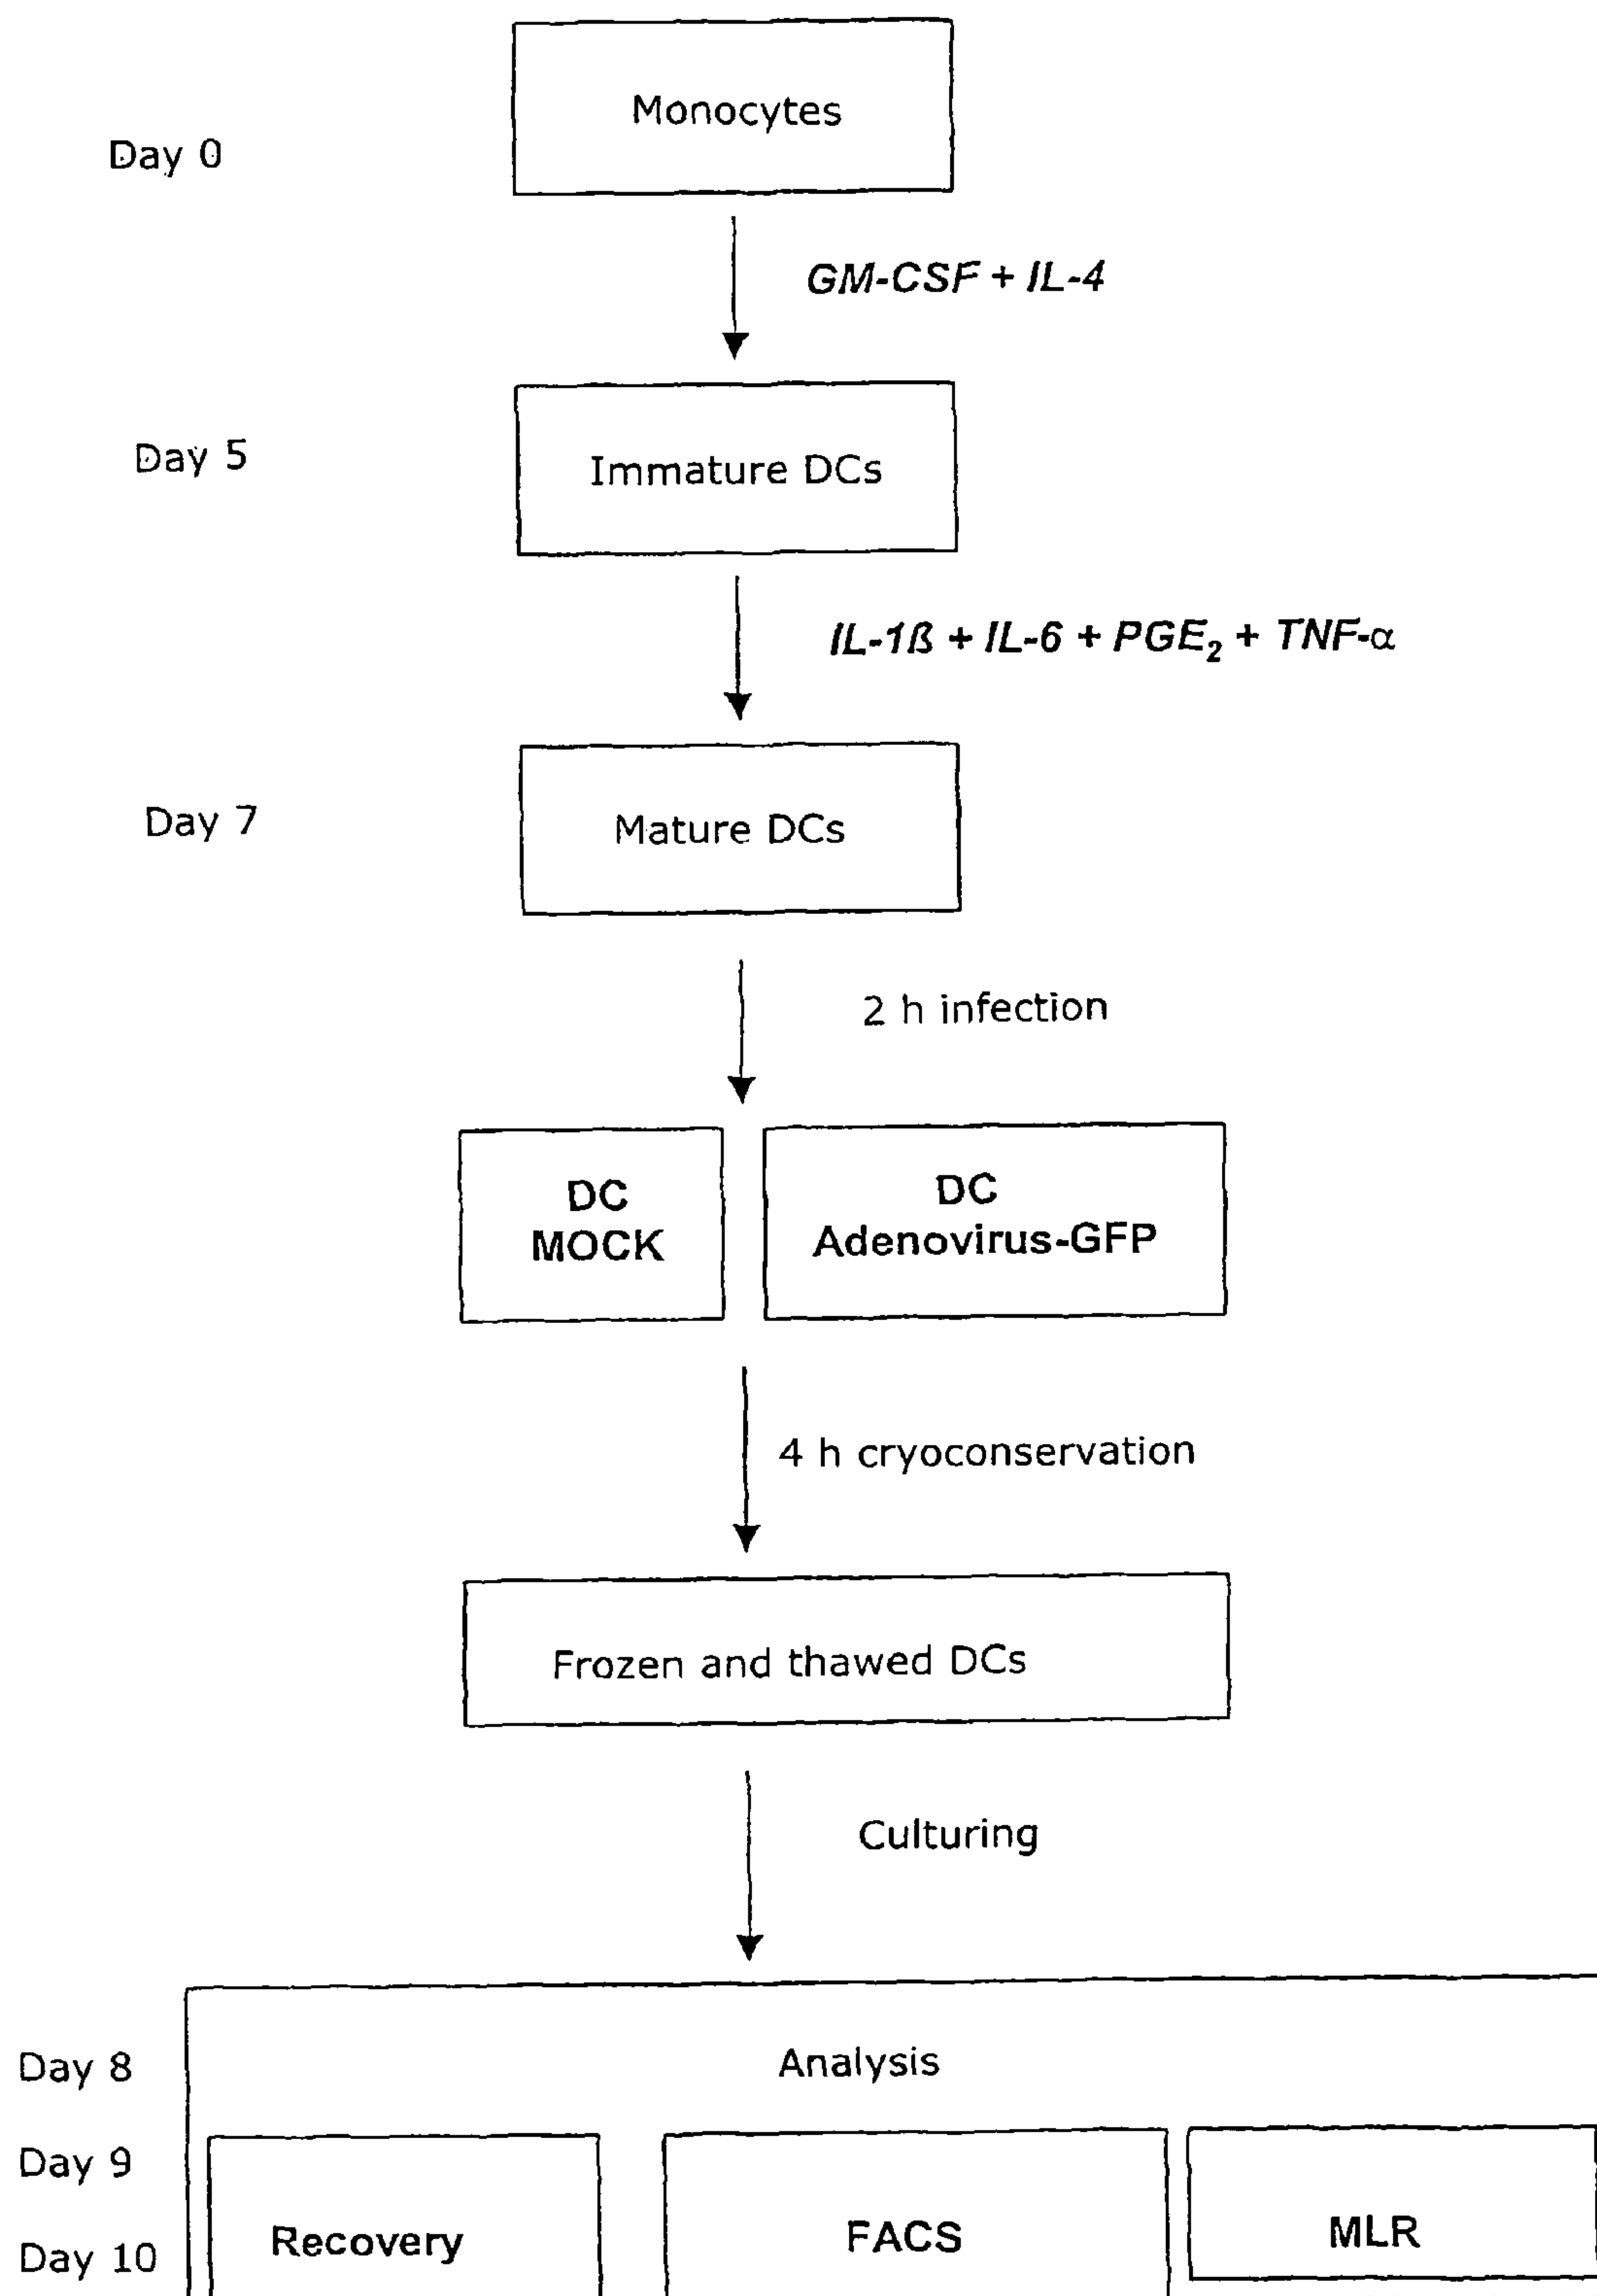 Monocytes
Day 0
GM-CSF + IL-4
Day 5
Immature DCs
IL-1ß + IL-6 + PGE₂ + TNF-α
Day 7
Mature DCs
2 h infection
DC
MOCK
DC
Adenovirus-GFP
4 h cryoconservation
Frozen and thawed DCs
Culturing
Day 8
Analysis
Day 9
Day 10
Recovery
FACS
MLR